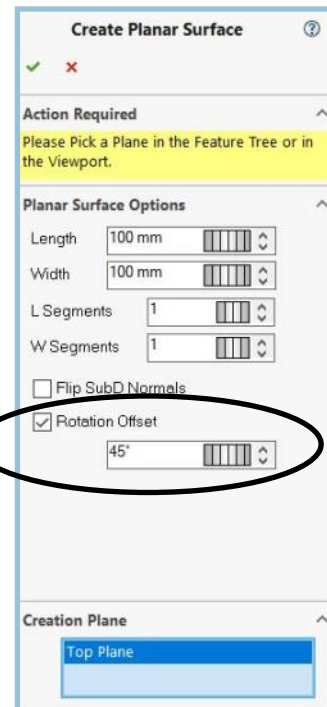 Create Planar Surface
Action Required
Please Pick a Plane in the Feature Tree or in
the Viewport.
Planar Surface Options
Length 100 mm
Width 100 mm
L Segments 1
W Segments 1
Flip SubD Normals
Rotation Offset
45°
Creation Plane
Top Plane